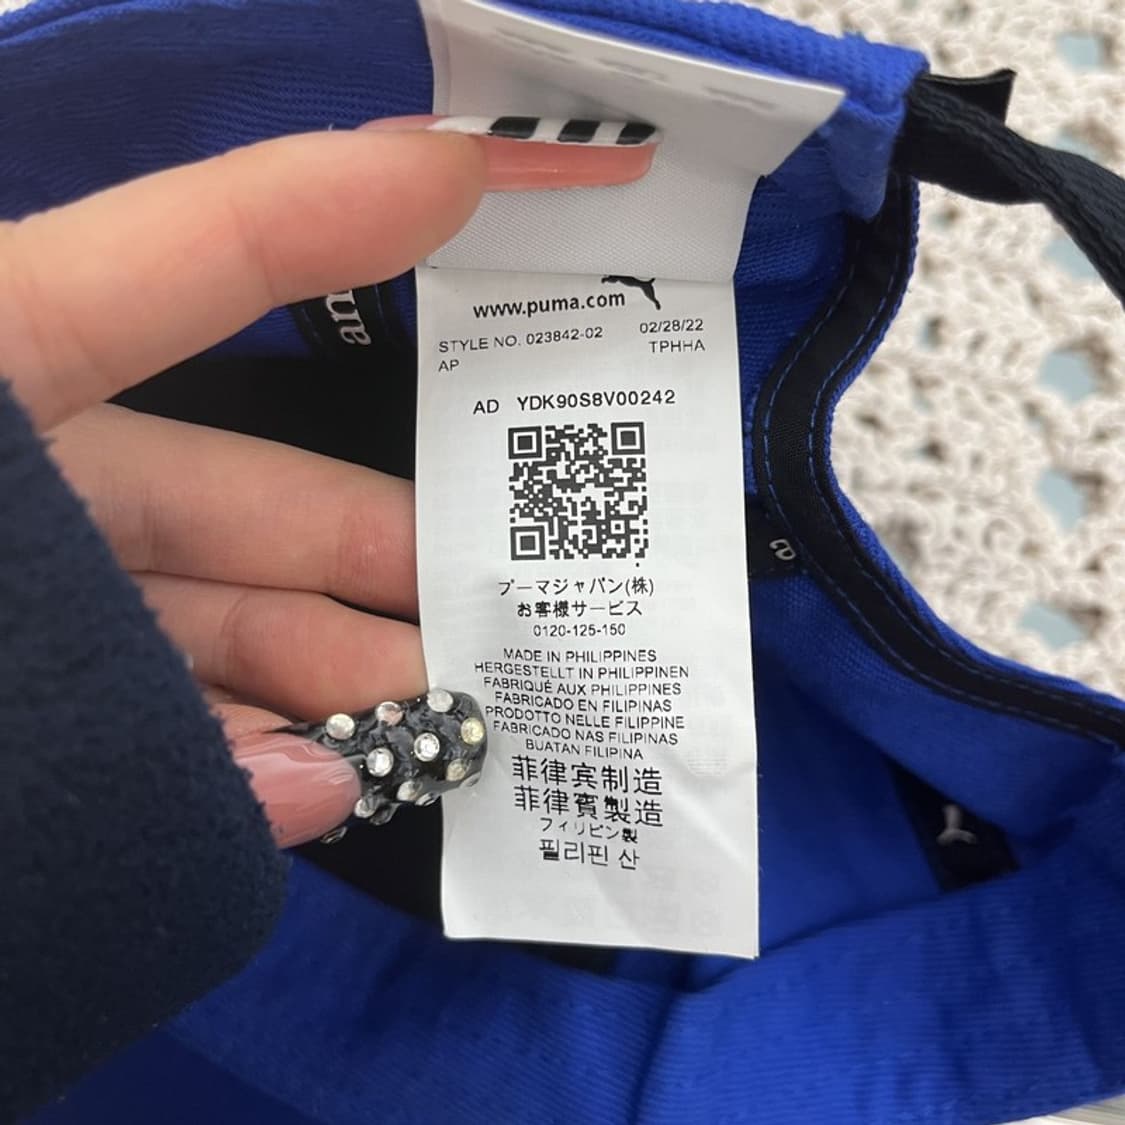 www.puma.com
STYLE NO. 023842-02 02/28/22
AP TPHHA
AD YDK90S8V00242
プーマジャパン(株)
お客様サービス
0120-125-150
MADE IN PHILIPPINES
HERGESTELLT IN PHILIPPINEN
FABRIQUÉ AUX PHILIPPINES
FABRICADO EN FILIPINAS
PRODOTTO NELLE FILIPPINE
FABRICADO NAS FILIPINAS
BUATAN FILIPINA
菲律宾制造
菲律賓製造
フィリピン製
필리핀 산